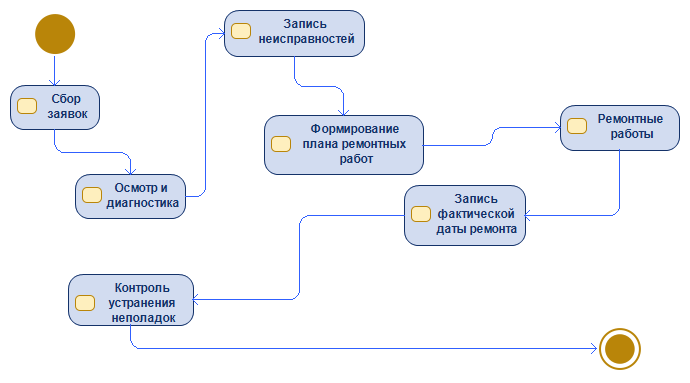 Сбор
заявок
Осмотр и
диагностика
Запись
неисправностей
Формирование
плана ремонтных
работ
Ремонтные
работы
Запись
фактической
даты ремонта
Контроль
устранения
неполадок